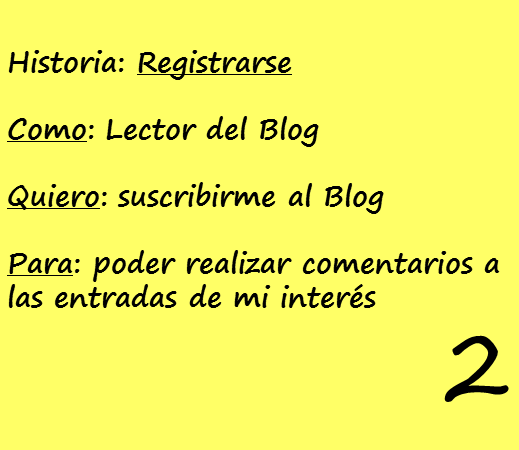 Historia: Registrarse
Como: Lector del Blog
Quiero: suscribirme al Blog
Para: poder realizar comentarios a
las entradas de mi interés
2